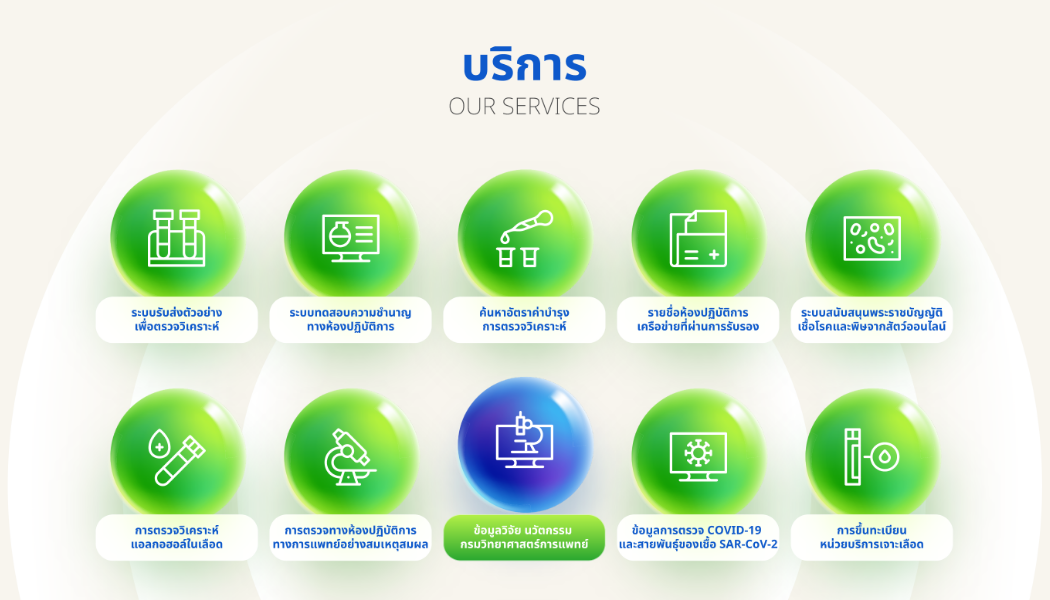 บริการ
OUR SERVICES
ระบบรับส่งตัวอย่าง
เพื่อตรวจวิเคราะห์
ระบบทดสอบความชำนาญ
ทางห้องปฏิบัติการ
ค้นหาอัตราค่าบำรุง
การตรวจวิเคราะห์
รายชื่อห้องปฏิบัติการ
เครือข่ายที่ผ่านการรับรอง
ระบบสนับสนุนพระราชบัญญัติ
เชื้อโรคและพิษจากสัตว์ออนไลน์
การตรวจวิเคราะห์
แอลกอฮอล์ในเลือด
การตรวจทางห้องปฏิบัติการ
ทางการแพทย์อย่างสมเหตุสมผล
ข้อมูลวิจัย นวัตกรรม
กรมวิทยาศาสตร์การแพทย์
ข้อมูลการตรวจ COVID-19
และสายพันธุ์ของเชื้อ SAR-CoV-2
การขึ้นทะเบียน
หน่วยบริการเจาะเลือด